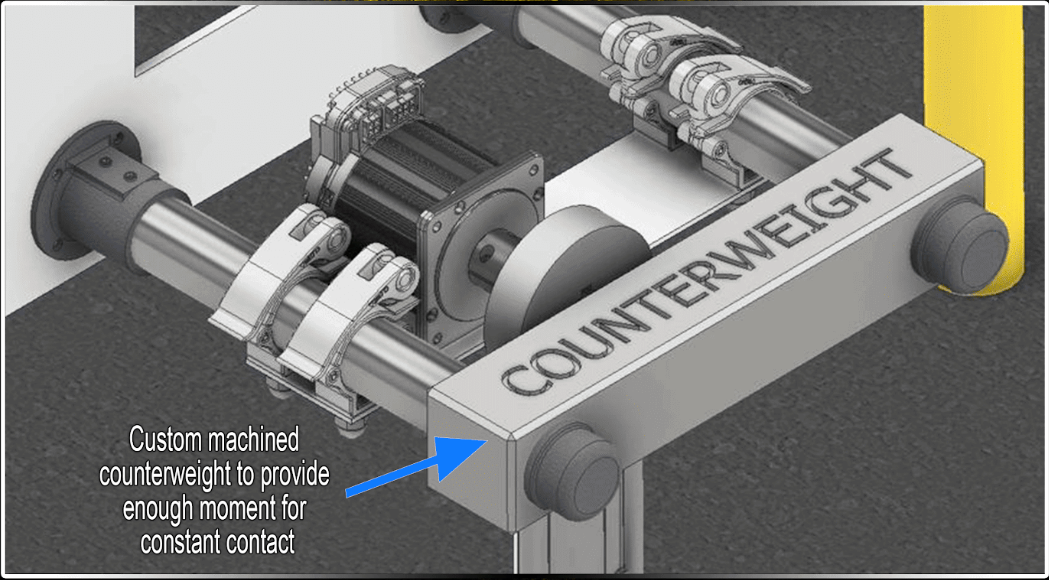 COUNTERWEIGHT
Custom machined
counterweight to provide
enough moment for
constant contact